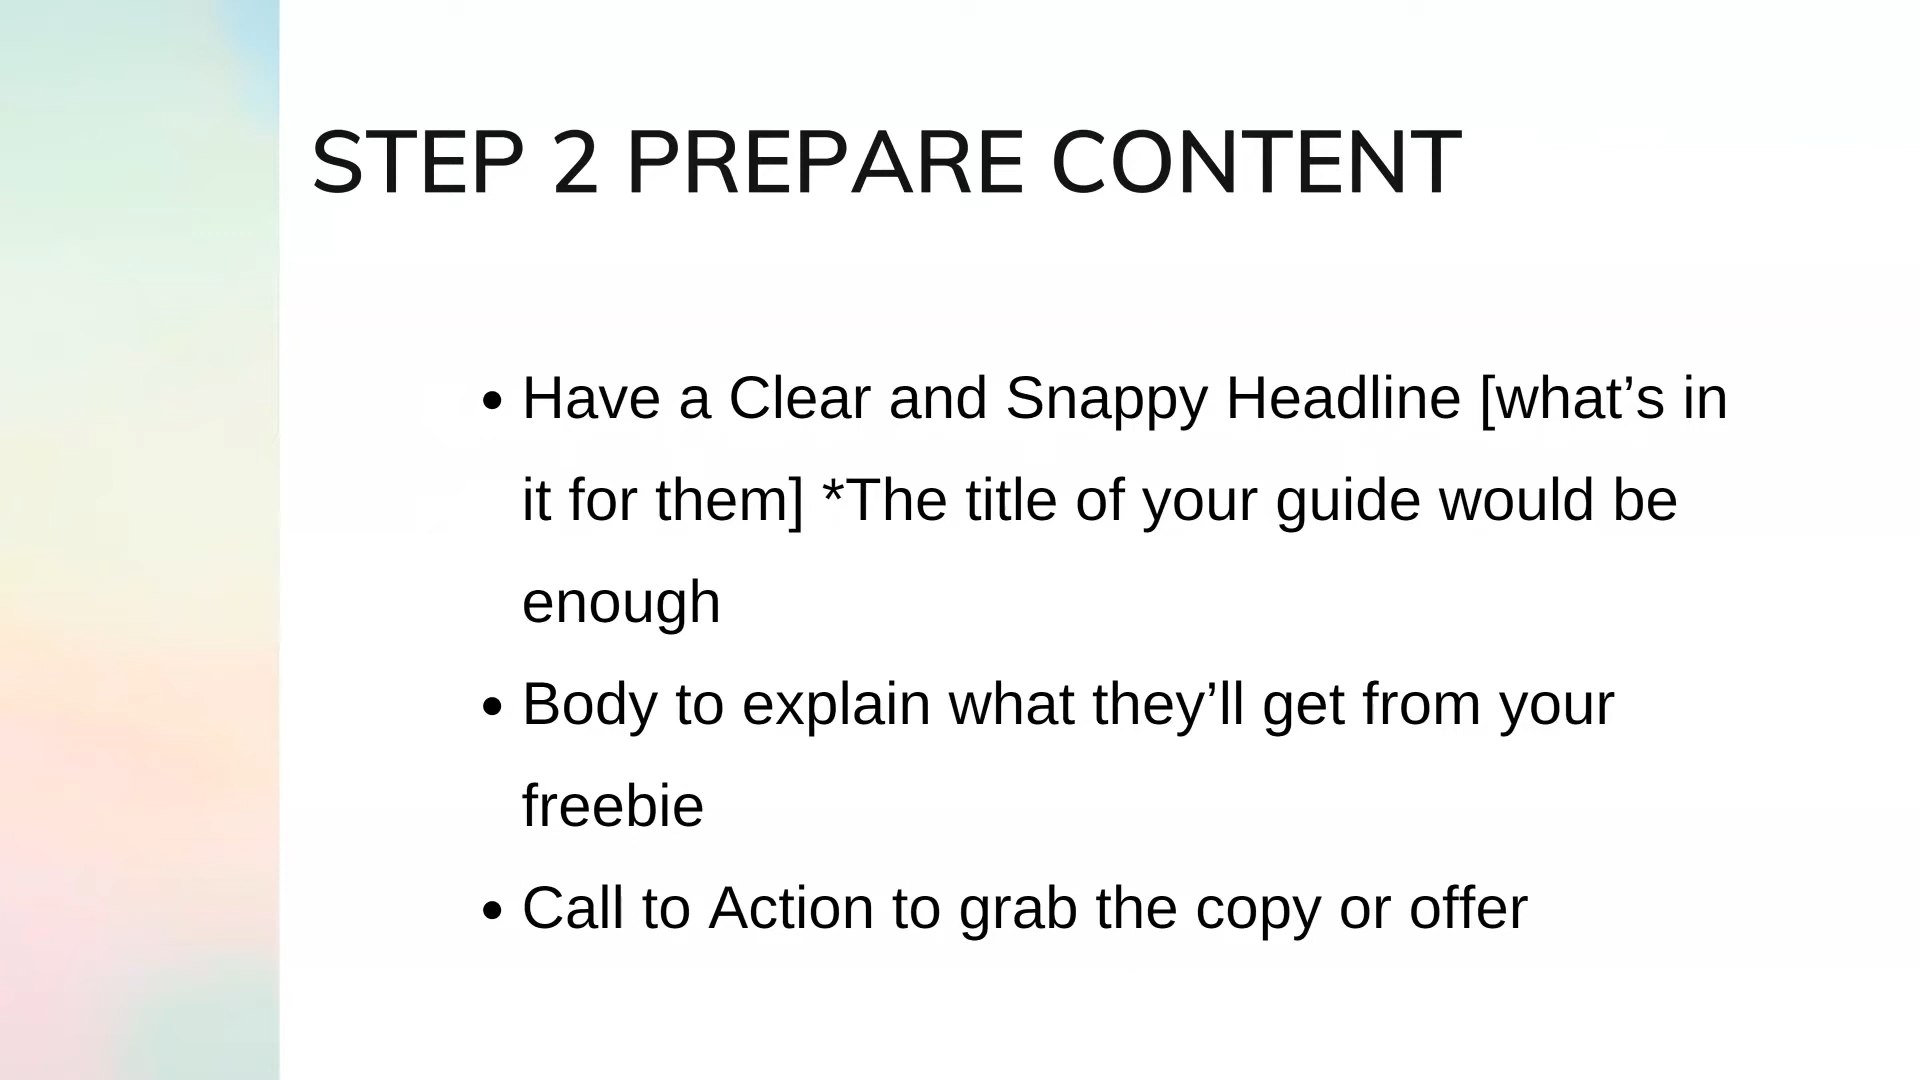 STEP 2 PREPARE CONTENT
• Have a Clear and Snappy Headline [what’s in
it for them] *The title of your guide would be
enough
• Body to explain what they’ll get from your
freebie
• Call to Action to grab the copy or offer